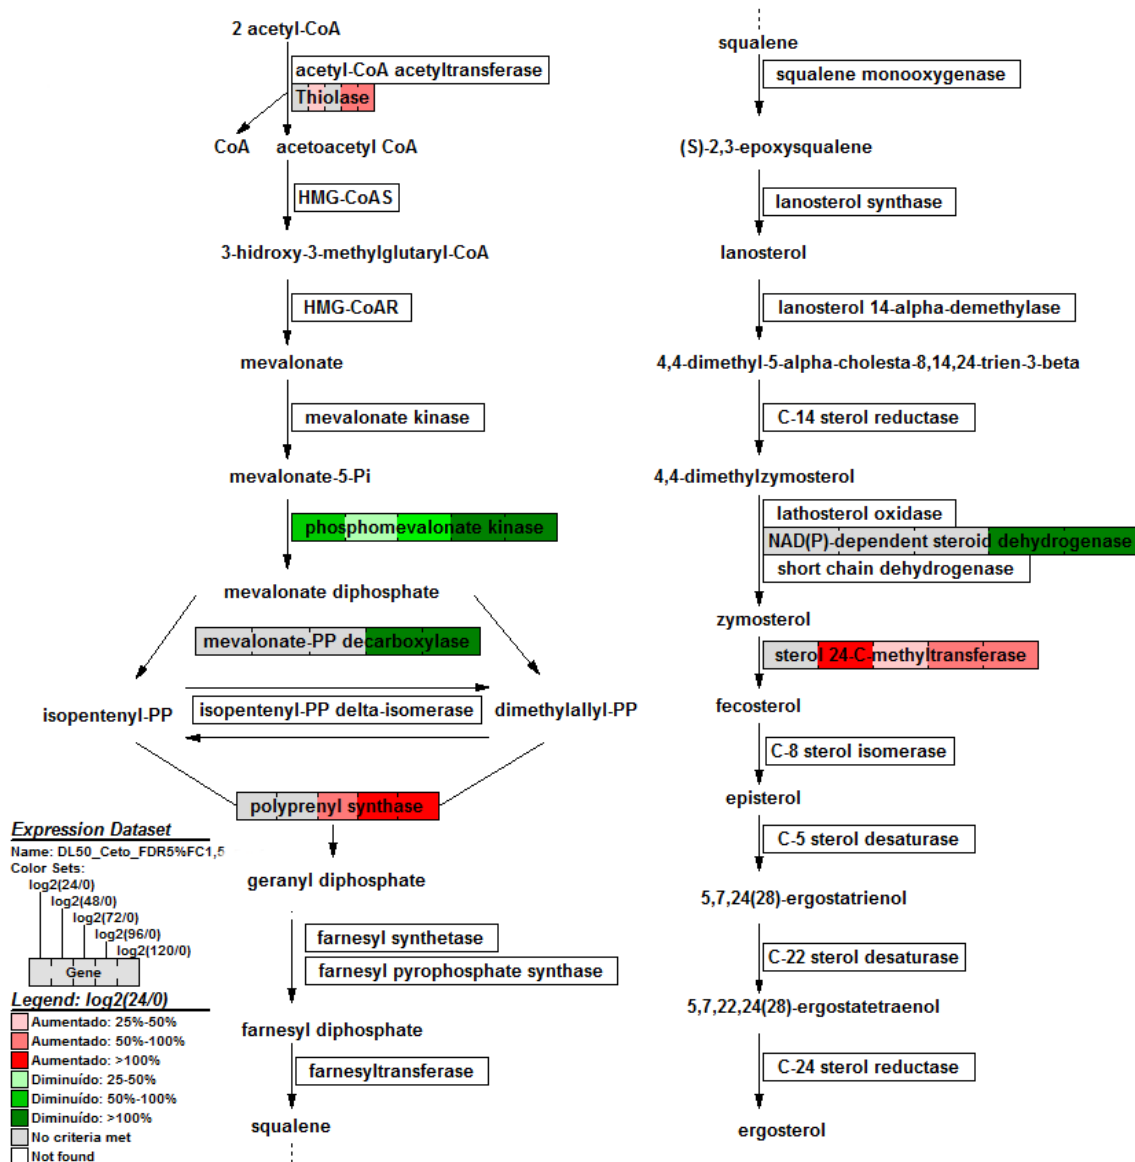 2 acetyl-CoA
acetyl-CoA acetyltransferase
Thiolase
CoA
acetoacetyl CoA
HMG-CoAS
3-hidroxy-3-methylglutaryl-CoA
HMG-CoAR
mevalonate
mevalonate kinase
mevalonate-5-Pi
phosphomevalonate kinase
mevalonate diphosphate
mevalonate-PP decarboxylase
isopentenyl-PP
isopentenyl-PP delta-isomerase
dimethylallyl-PP
polyprenyl synthase
geranyl diphosphate
farnesyl synthetase
farnesyl pyrophosphate synthase
farnesyl diphosphate
farnesyltransferase
squalene
Expression Dataset
Name: DL50_Ceto_FDR5%FC1,5
Color Sets:
log2(24/0)
log2(48/0)
log2(72/0)
log2(96/0)
log2(120/0)
Gene
Legend: log2(24/0)
Aumentado: 25%-50%
Aumentado: 50%-100%
Aumentado: >100%
Diminuído: 25-50%
Diminuído: 50%-100%
Diminuído: >100%
No criteria met
Not found
squalene
squalene monooxygenase
(S)-2,3-epoxysqualene
lanosterol synthase
lanosterol
lanosterol 14-alpha-demethylase
4,4-dimethyl-5-alpha-cholesta-8,14,24-trien-3-beta
C-14 sterol reductase
4,4-dimethylzymosterol
lathosterol oxidase
NAD(P)-dependent steroid dehydrogenase
short chain dehydrogenase
zymosterol
sterol 24-C-methyltransferase
fecosterol
C-8 sterol isomerase
episterol
C-5 sterol desaturase
5,7,24(28)-ergostatrienol
C-22 sterol desaturase
5,7,22,24(28)-ergostatetraenol
C-24 sterol reductase
ergosterol